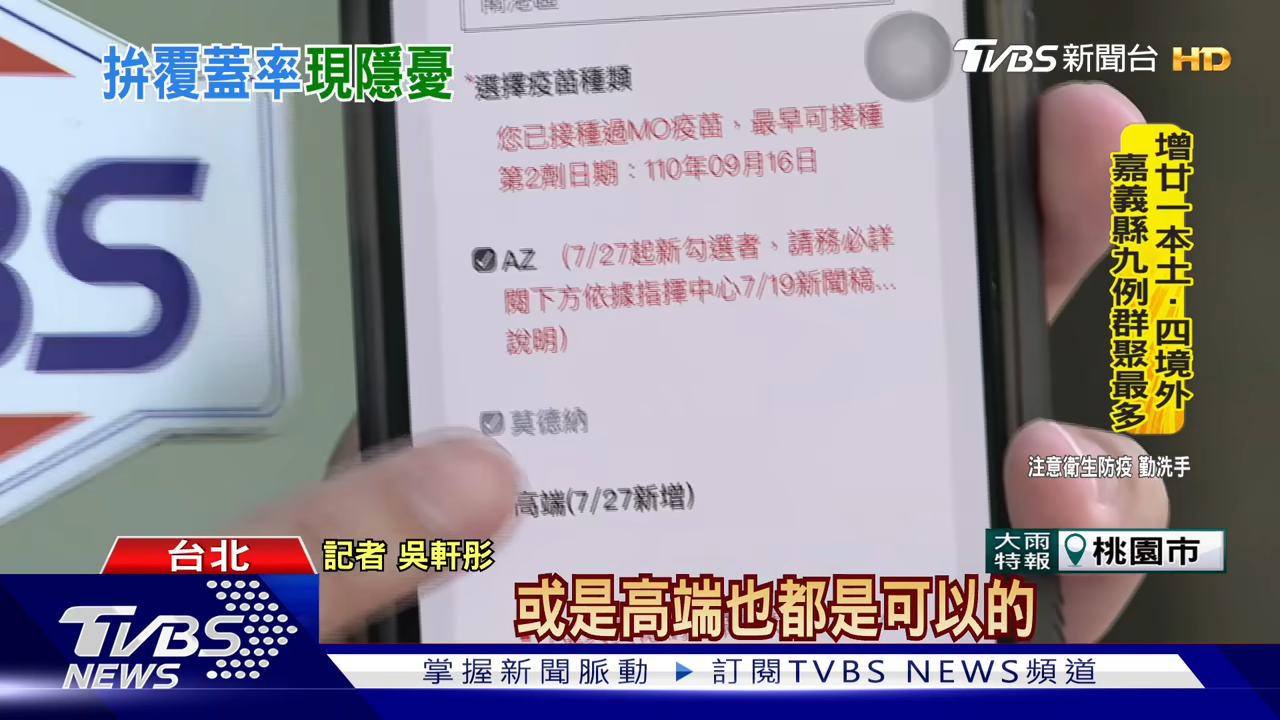 南港區
拚覆蓋率現隱憂
TVBS新聞台 HD
*選擇疫苗種類
您已接種過MO疫苗、最早可接種
第2劑日期：110年09月16日
AZ （7/27起新勾選者、請務必詳
閱下方依據指揮中心7/19新聞稿...
說明）
莫德納
高端(7/27新增)
BS
增廿一本土．四境外
嘉義縣九例群聚最多
注意衛生防疫 勤洗手
大雨
特報
桃園市
台北
記者 吳軒彤
或是高端也都是可以的
TVBS
NEWS
掌握新聞脈動 ▶ 訂閱TVBS NEWS頻道